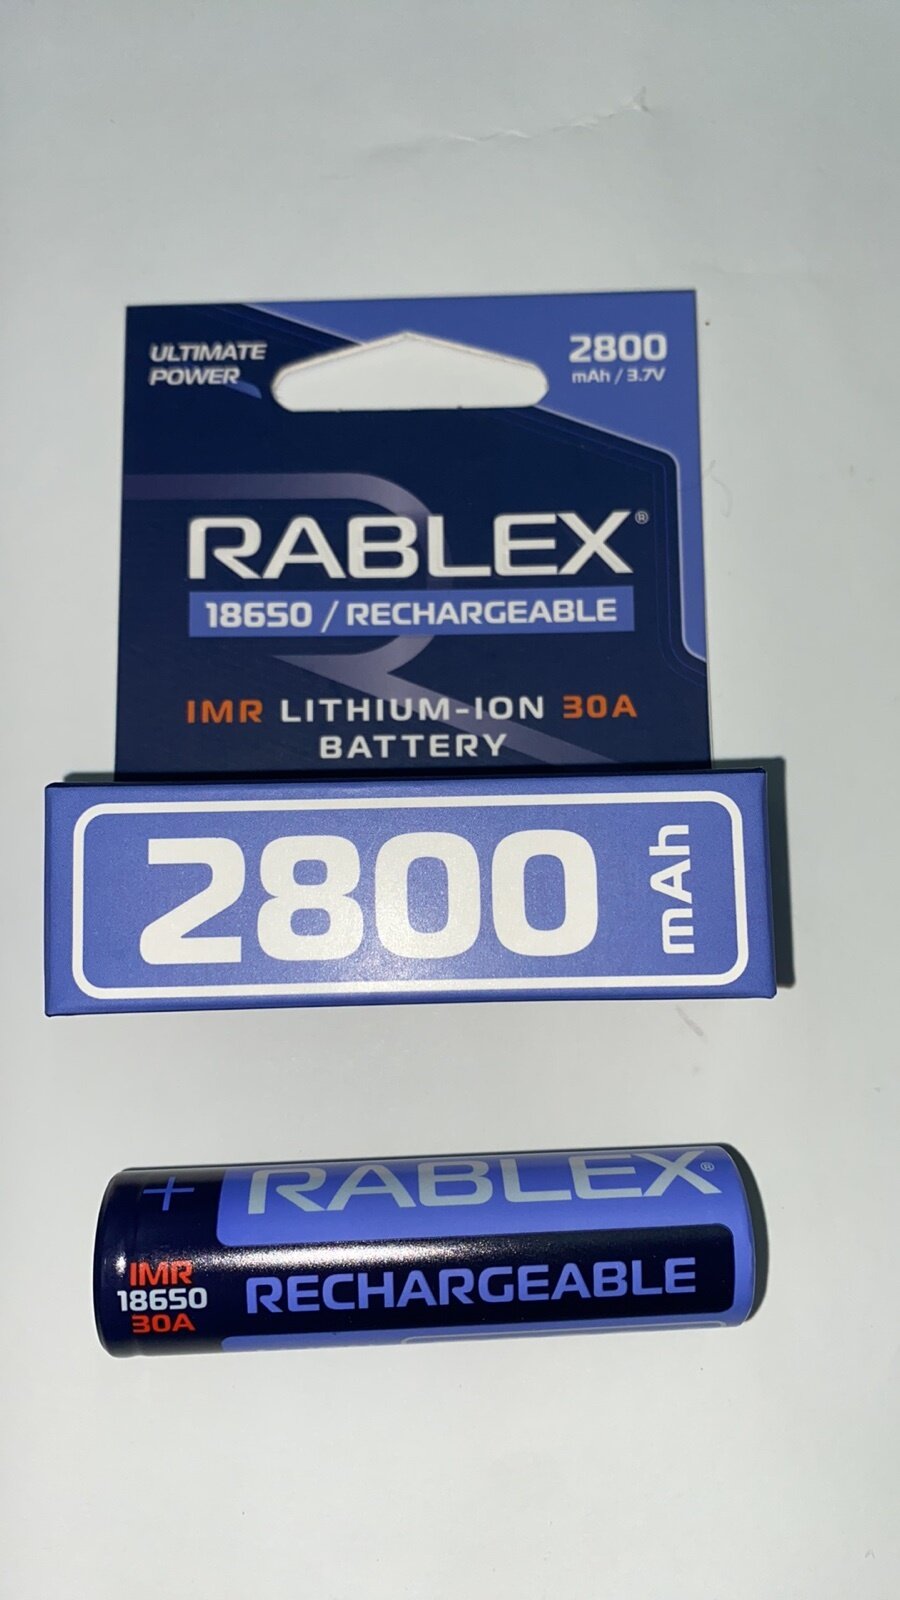 ULTIMATE
POWER
2800
mAh / 3.7V
RABLEX®
18650 / RECHARGEABLE
IMR LITHIUM-ION 30A
BATTERY
2800 mAh
+
RABLEX®
IMR
18650
30A
RECHARGEABLE